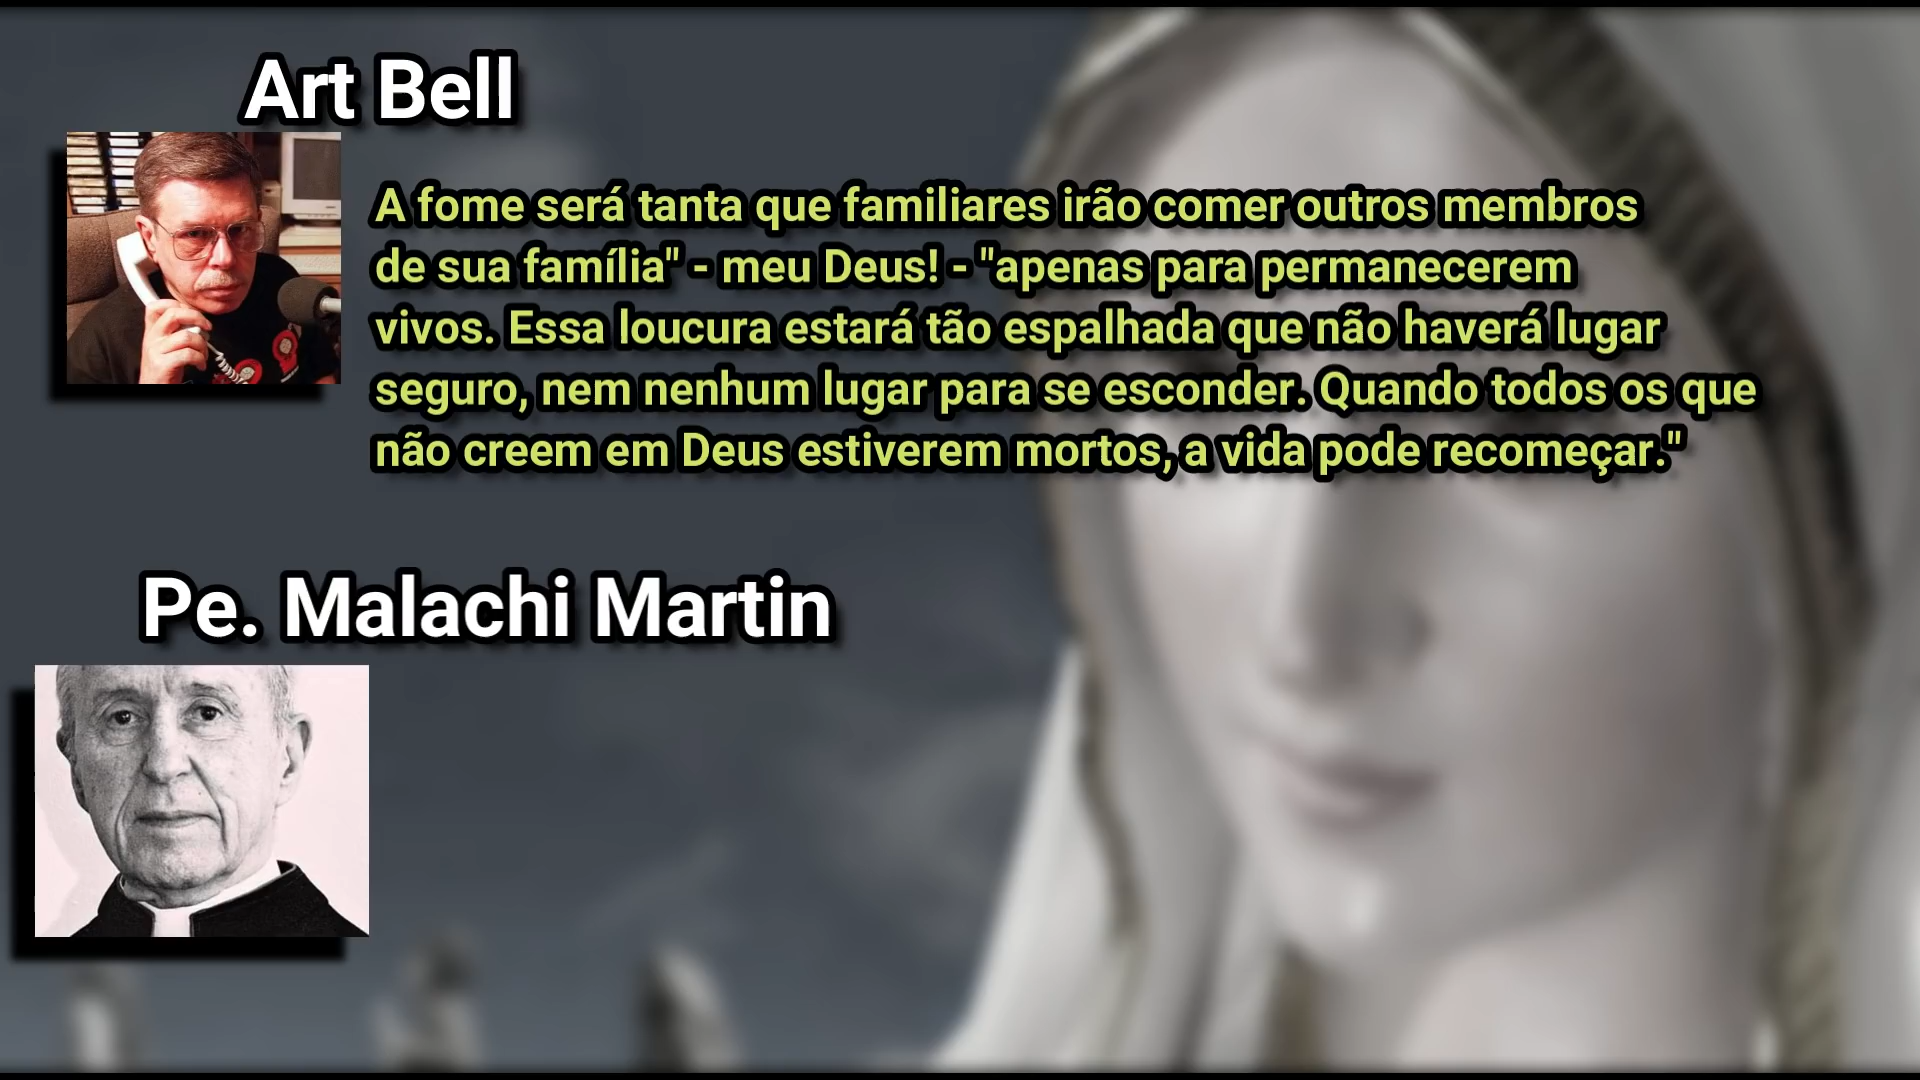 Art Bell
A fome será tanta que familiares irão comer outros membros
de sua família" - meu Deus! - "apenas para permanecerem
vivos. Essa loucura estará tão espalhada que não haverá lugar
seguro, nem nenhum lugar para se esconder. Quando todos os que
não creem em Deus estiverem mortos, a vida pode recomeçar."
Pe. Malachi Martin